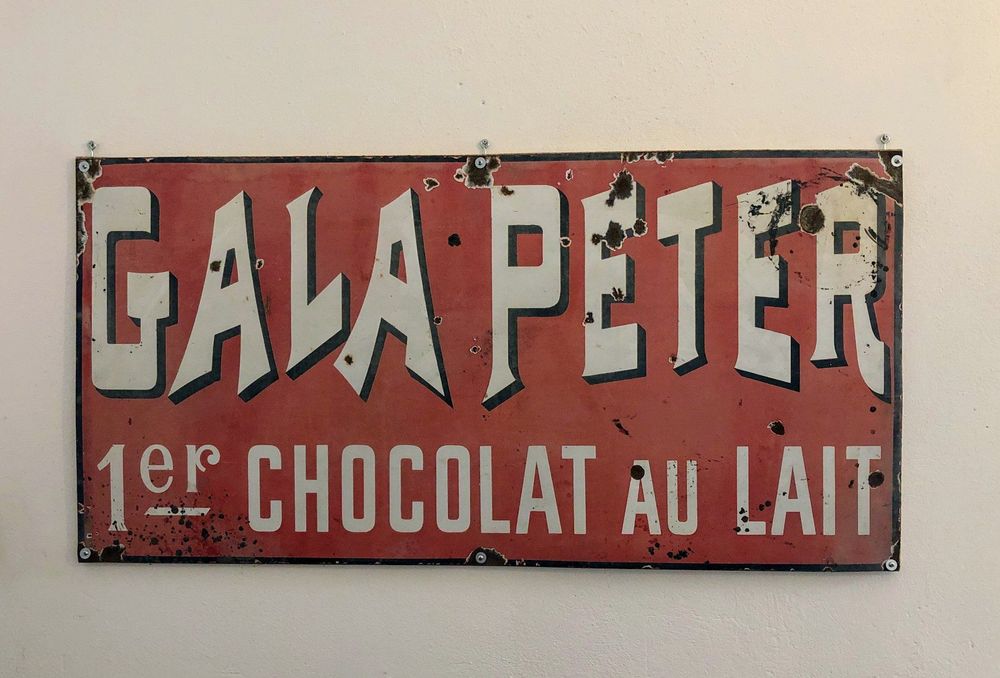 GALA PETER
1er CHOCOLAT AU LAIT